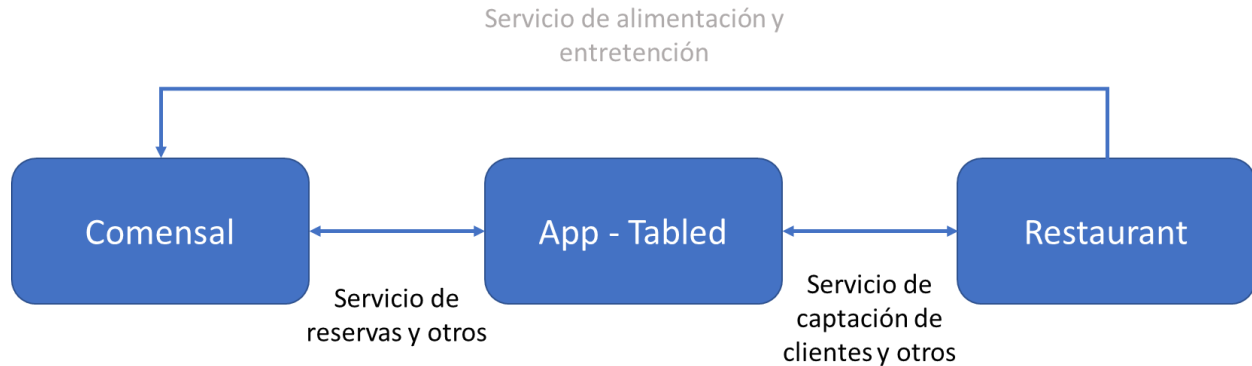 Servicio de alimentación y
entretención
Comensal
App - Tabled
Restaurant
Servicio de
reservas y otros
Servicio de
captación de
clientes y otros